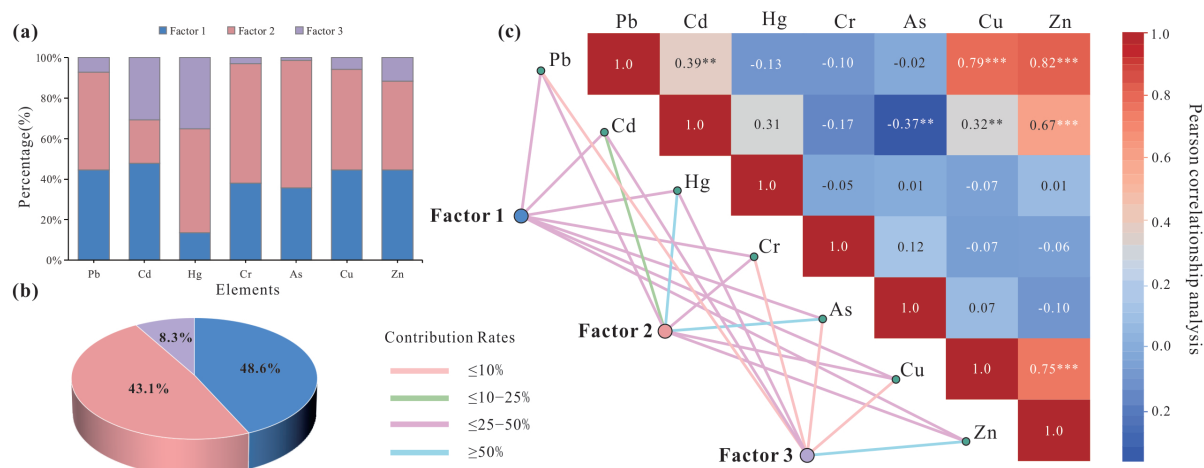 (a)
Factor 1 Factor 2 Factor 3
100%
80%
60%
40%
20%
0%
Percentage(%)
Pb Cd Hg Cr As Cu Zn
Elements
(b)
8.3%
48.6%
43.1%
Contribution Rates
≤10%
≤10−25%
≤25−50%
≥50%
(c)
Pb Cd Hg Cr As Cu Zn
Pb
Cd
Hg
Cr
As
Cu
Zn
Factor 1
Factor 2
Factor 3
1.0 0.39** -0.13 -0.10 -0.02 0.79*** 0.82***
1.0 0.31 -0.17 -0.37** 0.32** 0.67***
1.0 -0.05 0.01 -0.07 0.01
1.0 0.12 -0.07 -0.06
1.0 0.07 -0.10
1.0 0.75***
1.0
1.0
0.8
0.6
0.4
0.2
0.0
0.2
Pearson correlationship analysis